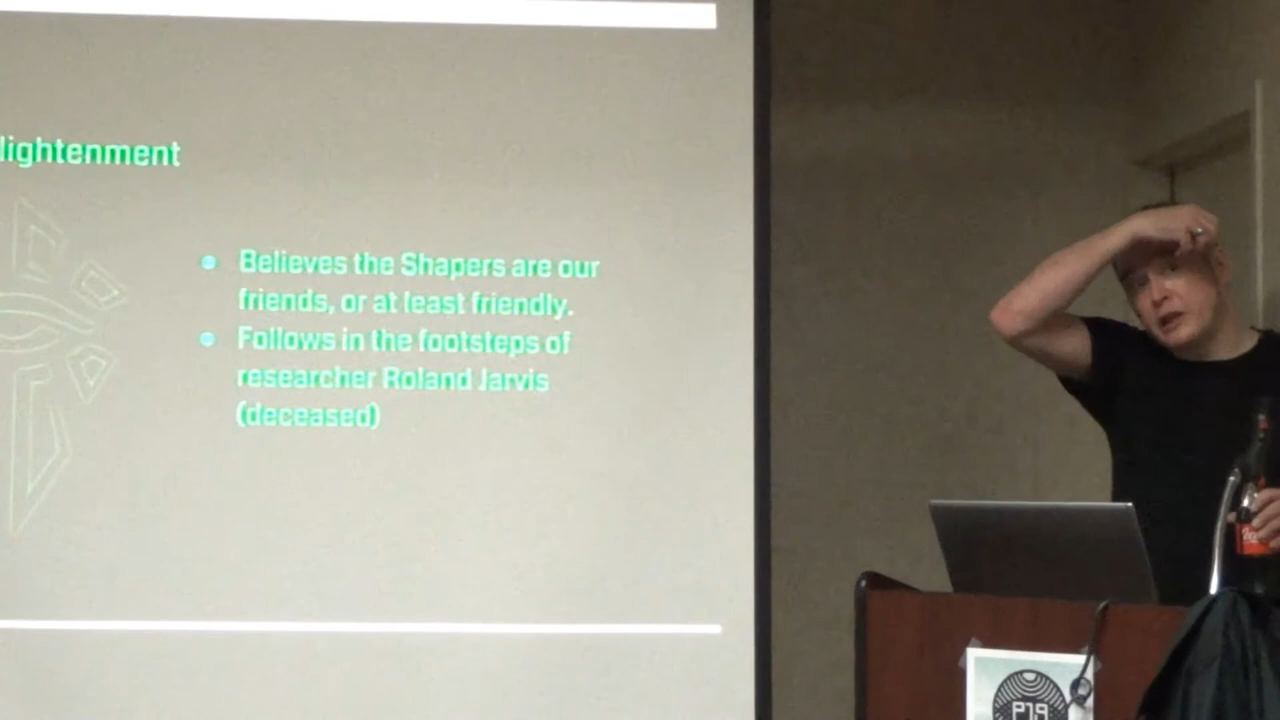 lightenment
Believes the Shapers are our
friends, or at least friendly.
Follows in the footsteps of
researcher Roland Jarvis
(deceased)
P19